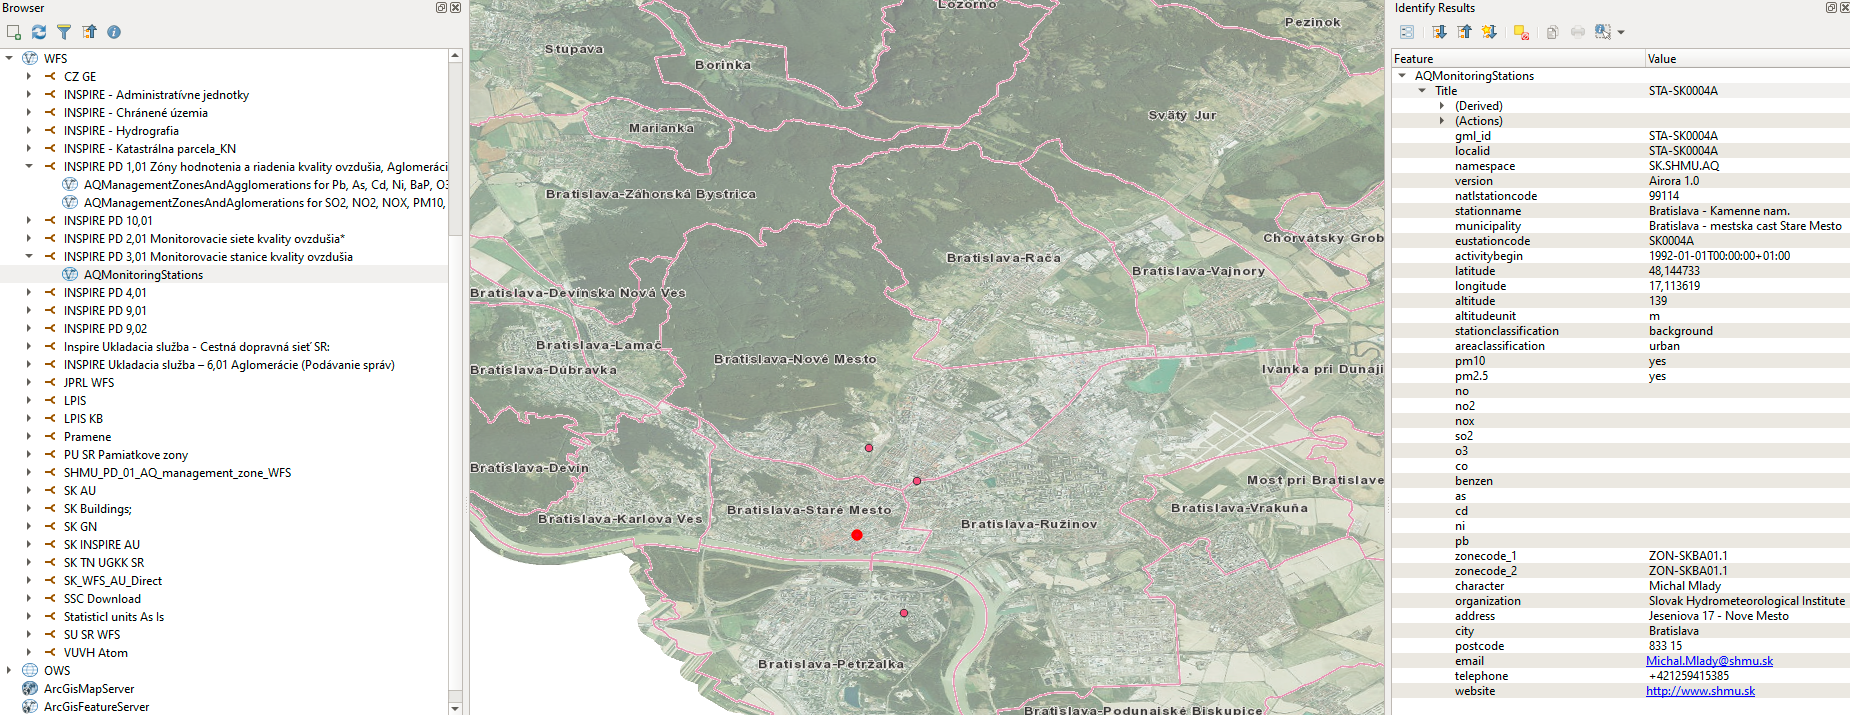 Browser
WFS
CZ GE
INSPIRE - Administratívne jednotky
INSPIRE - Chránené územia
INSPIRE - Hydrografia
INSPIRE - Katastrálna parcela_KN
INSPIRE PD 1,01 Zóny hodnotenia a riadenia kvality ovzdušia, Aglomeráci
AQManagementZonesAndAgglomerations for Pb, As, Cd, Ni, BaP, O3
AQManagementZonesAndAglomerations for SO2, NO2, NOX, PM10,
INSPIRE PD 10,01
INSPIRE PD 2,01 Monitorovacie siete kvality ovzdušia*
INSPIRE PD 3,01 Monitorovacie stanice kvality ovzdušia
AQMonitoringStations
INSPIRE PD 4,01
INSPIRE PD 9,01
INSPIRE PD 9,02
Inspire Ukladacia služba - Cestná dopravná sieť SR:
INSPIRE Ukladacia služba – 6,01 Aglomerácie (Podávanie správ)
JPRL WFS
LPIS
LPIS KB
Pramene
PU SR Pamiatkove zony
SHMU_PD_01_AQ_management_zone_WFS
SK AU
SK Buildings;
SK GN
SK INSPIRE AU
SK TN UGKK SR
SK_WFS_AU_Direct
SSC Download
Statisticl units As Is
SU SR WFS
VUVH Atom
OWS
ArcGisMapServer
ArcGisFeatureServer
Lozorno
Pezinok
Stupava
Borinka
Svätý Jur
Marianka
Bratislava-Záhorská Bystrica
Chorvátsky Grob
Bratislava-Rača
Bratislava-Vajnory
Bratislava-Devínska Nová Ves
Bratislava-Lamač
Bratislava-Nové Mesto
Bratislava-Dúbravka
Ivanka pri Dunaji
Bratislava-Devín
Most pri Bratislave
Bratislava-Staré Mesto
Bratislava-Vrakuňa
Bratislava-Karlova Ves
Bratislava-Ružinov
Bratislava-Petržalka
Bratislava-Podunajské Biskupice
Identify Results
Feature Value
AQMonitoringStations
Title STA-SK0004A
(Derived)
(Actions)
gml_id STA-SK0004A
localid STA-SK0004A
namespace SK.SHMU.AQ
version Airora 1.0
natlstationcode 99114
stationname Bratislava - Kamenne nam.
municipality Bratislava - mestska cast Stare Mesto
eustationcode SK0004A
activitybegin 1992-01-01T00:00:00+01:00
latitude 48,144733
longitude 17,113619
altitude 139
altitudeunit m
stationclassification background
areaclassification urban
pm10 yes
pm2.5 yes
no
no2
nox
so2
o3
co
benzen
as
cd
ni
pb
zonecode_1 ZON-SKBA01.1
zonecode_2 ZON-SKBA01.1
character Michal Mlady
organization Slovak Hydrometeorological Institute
address Jeseniova 17 - Nove Mesto
city Bratislava
postcode 833 15
email Michal.Mlady@shmu.sk
telephone +421259415385
website http://www.shmu.sk